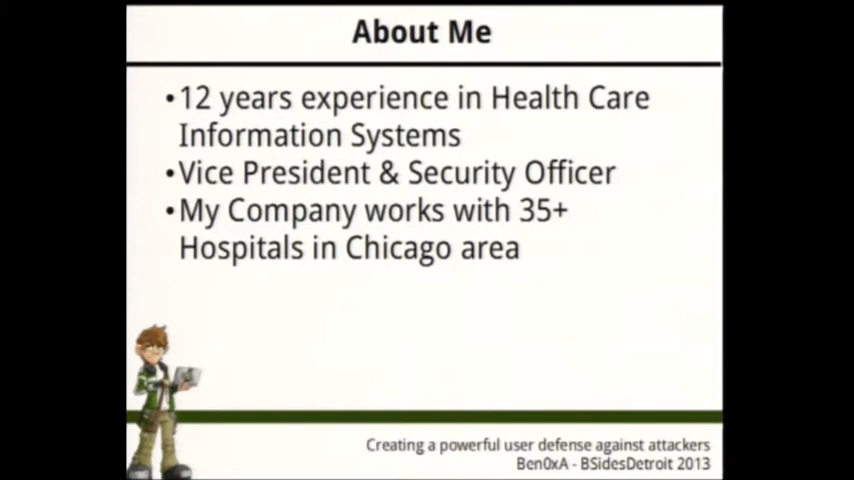 About Me
•12 years experience in Health Care
Information Systems
•Vice President & Security Officer
•My Company works with 35+
Hospitals in Chicago area
Creating a powerful user defense against attackers
Ben0xA - BSidesDetroit 2013